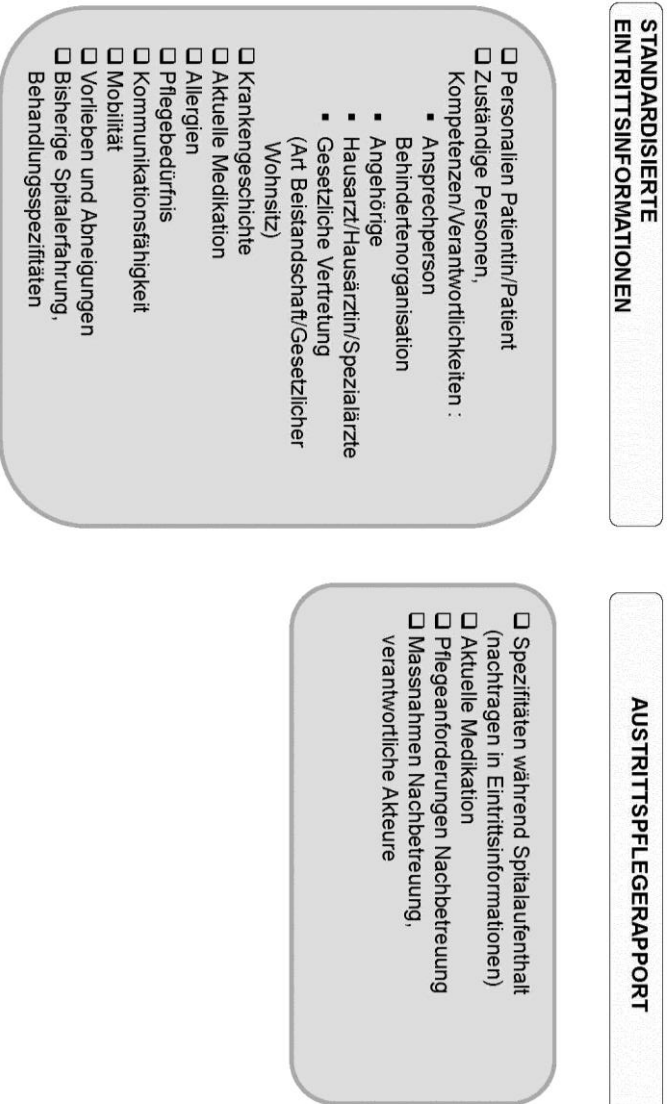 STANDARDISIERTE
EINTRITTSINFORMATIONEN
❑ Personalien Patientin/Patient
❑ Zuständige Personen,
Kompetenzen/Verantwortlichkeiten :
▪ Ansprechperson
Behindertenorganisation
▪ Angehörige
▪ Hausarzt/Hausärztin/Spezialärzte
▪ Gesetzliche Vertretung
(Art Beistandschaft/Gesetzlicher
Wohnsitz)
❑ Krankengeschichte
❑ Aktuelle Medikation
❑ Allergien
❑ Pflegebedürfnis
❑ Kommunikationsfähigkeit
❑ Mobilität
❑ Vorlieben und Abneigungen
❑ Bisherige Spitalerfahrung,
Behandlungsspezifitäten
AUSTRITTSPFLEGERAPPORT
❑ Spezifitäten während Spitalaufenthalt
(nachtragen in Eintrittsinformationen)
❑ Aktuelle Medikation
❑ Pflegeanforderungen Nachbetreuung
❑ Massnahmen Nachbetreuung,
verantwortliche Akteure